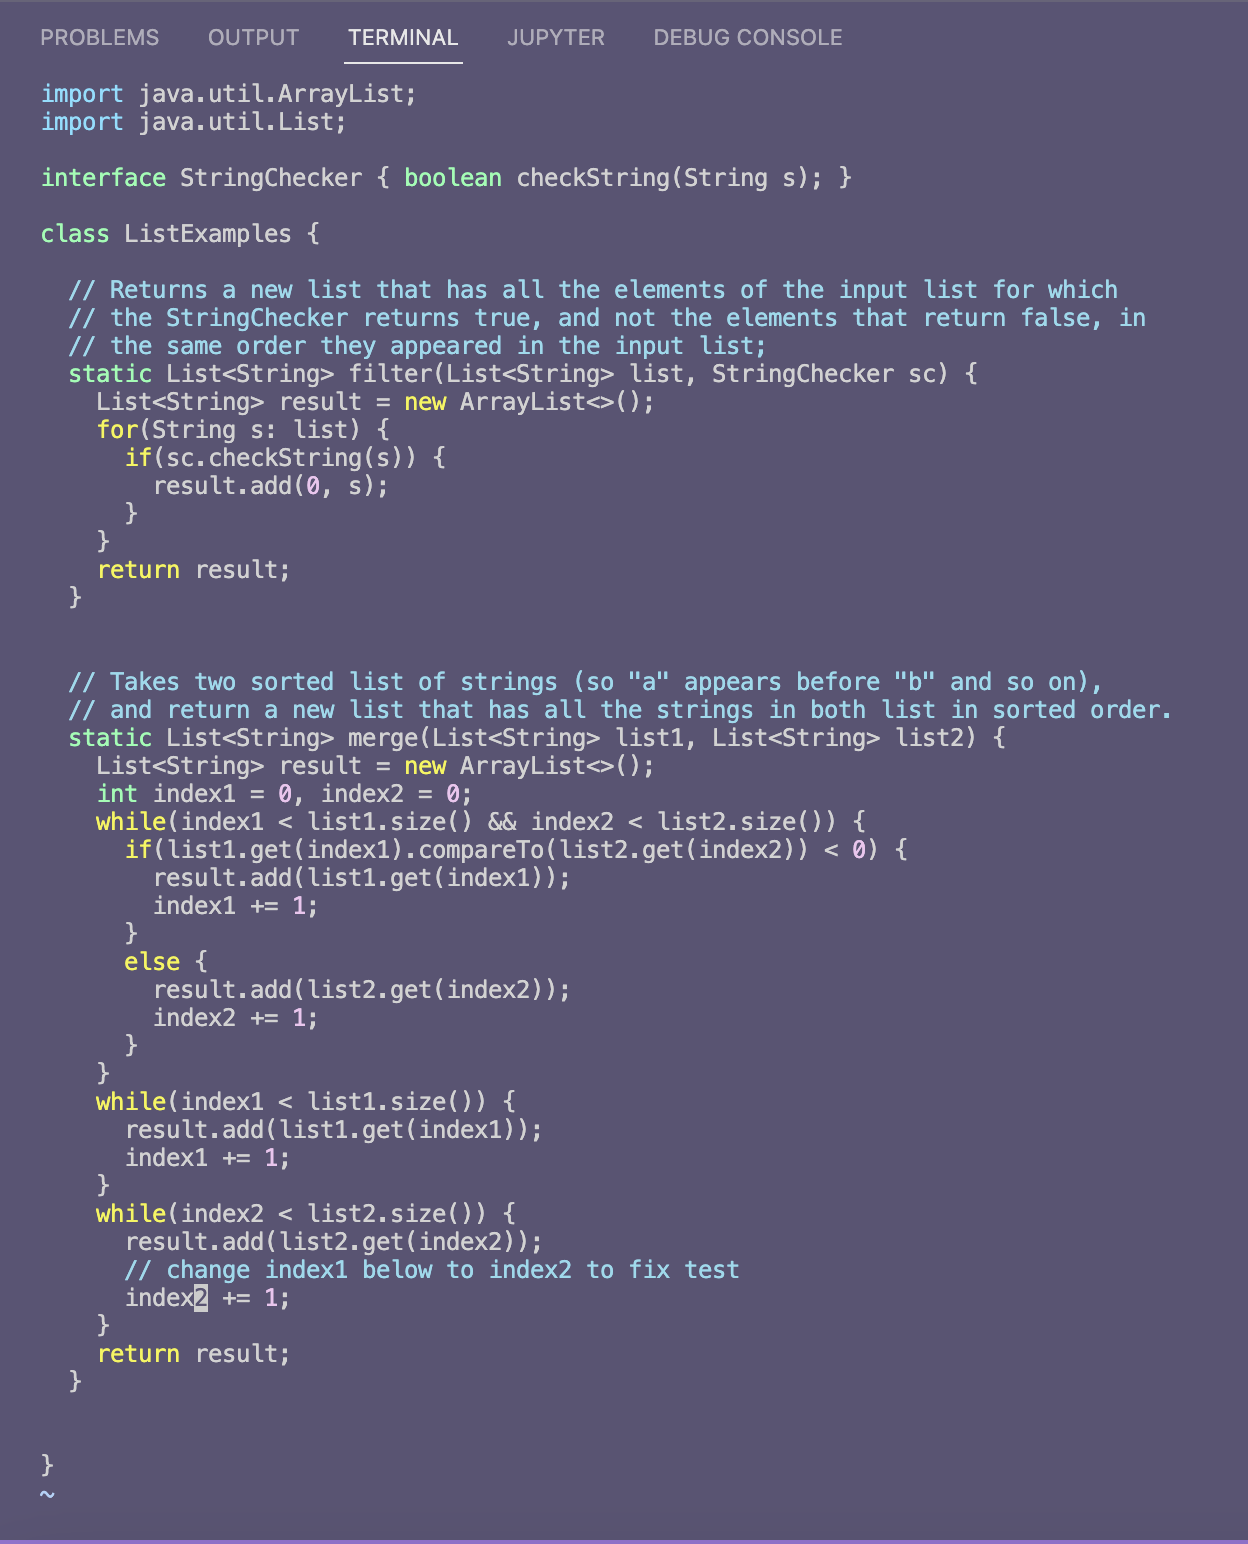 PROBLEMS OUTPUT TERMINAL JUPYTER DEBUG CONSOLE
import java.util.ArrayList;
import java.util.List;

interface StringChecker { boolean checkString(String s); }

class ListExamples {

  // Returns a new list that has all the elements of the input list for which
  // the StringChecker returns true, and not the elements that return false, in
  // the same order they appeared in the input list;
  static List<String> filter(List<String> list, StringChecker sc) {
    List<String> result = new ArrayList<>();
    for(String s: list) {
      if(sc.checkString(s)) {
        result.add(0, s);
      }
    }
    return result;
  }


  // Takes two sorted list of strings (so "a" appears before "b" and so on),
  // and return a new list that has all the strings in both list in sorted order.
  static List<String> merge(List<String> list1, List<String> list2) {
    List<String> result = new ArrayList<>();
    int index1 = 0, index2 = 0;
    while(index1 < list1.size() && index2 < list2.size()) {
      if(list1.get(index1).compareTo(list2.get(index2)) < 0) {
        result.add(list1.get(index1));
        index1 += 1;
      }
      else {
        result.add(list2.get(index2));
        index2 += 1;
      }
    }
    while(index1 < list1.size()) {
      result.add(list1.get(index1));
      index1 += 1;
    }
    while(index2 < list2.size()) {
      result.add(list2.get(index2));
      // change index1 below to index2 to fix test
      index2 += 1;
    }
    return result;
  }


}
~